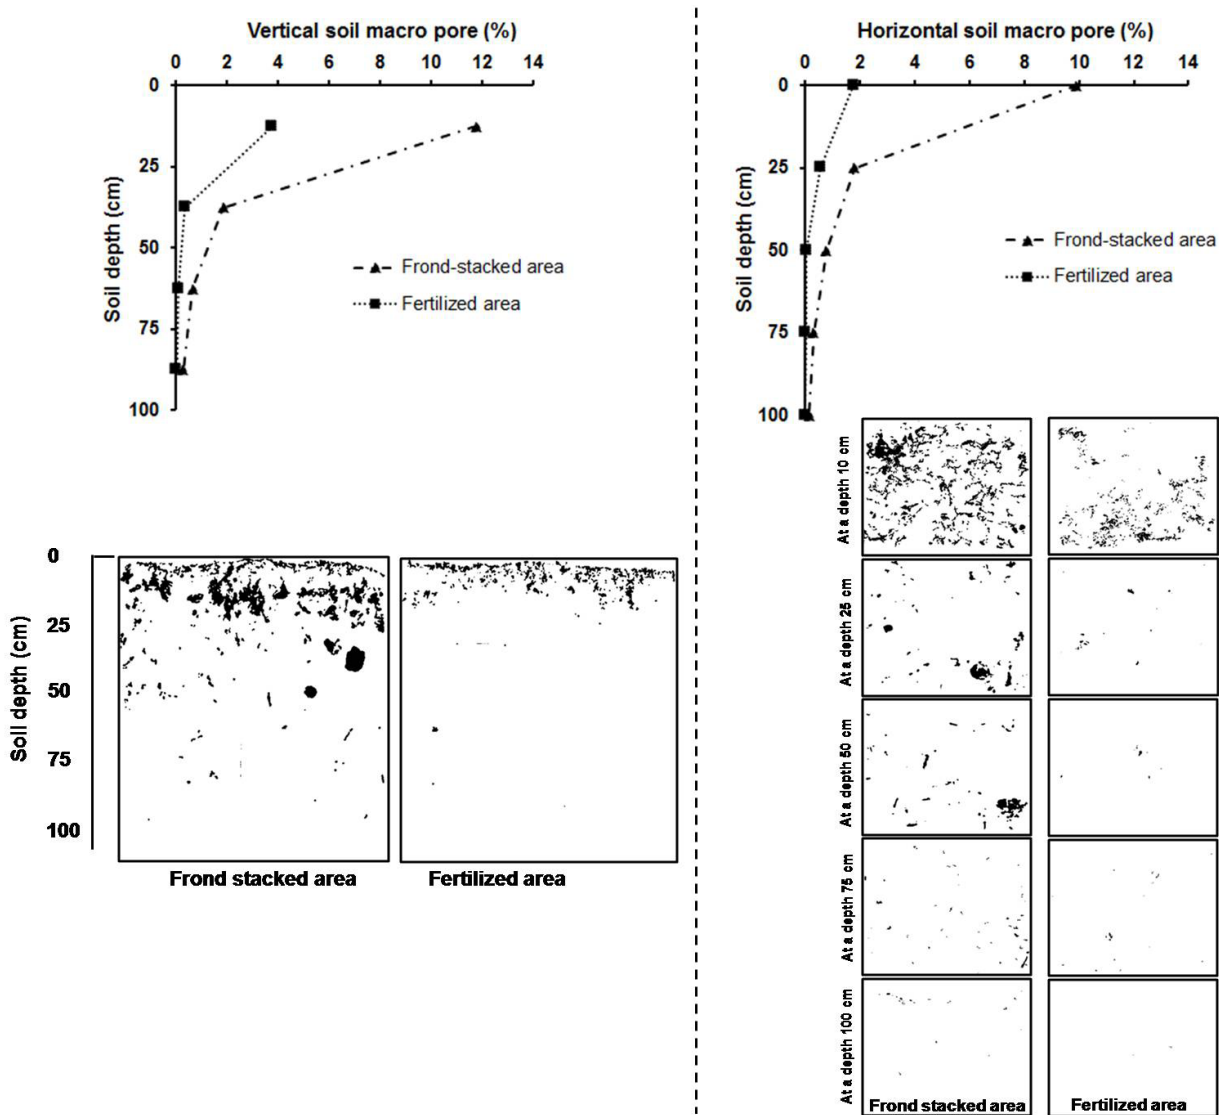 Vertical soil macro pore (%)
0 2 4 6 8 10 12 14
0
25
50
75
100
Soil depth (cm)
Frond-stacked area
Fertilized area
Horizontal soil macro pore (%)
0 2 4 6 8 10 12 14
0
25
50
75
100
Soil depth (cm)
Frond-stacked area
Fertilized area
0
25
50
75
100
Soil depth (cm)
Frond stacked area
Fertilized area
At a depth 10 cm
At a depth 25 cm
At a depth 50 cm
At a depth 75 cm
At a depth 100 cm
Frond stacked area
Fertilized area